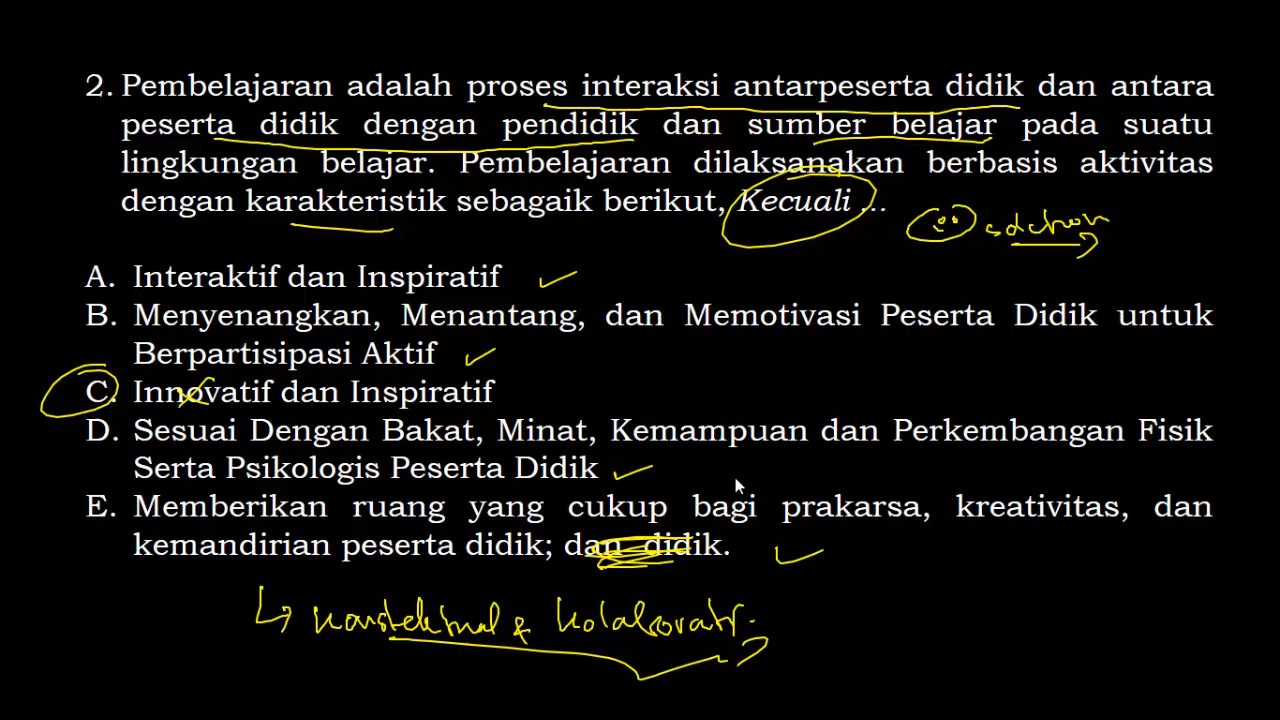 2. Pembelajaran adalah proses interaksi antarpeserta didik dan antara
peserta didik dengan pendidik dan sumber belajar pada suatu
lingkungan belajar. Pembelajaran dilaksanakan berbasis aktivitas
dengan karakteristik sebagaik berikut, Kecuali ...
A. Interaktif dan Inspiratif
B. Menyenangkan, Menantang, dan Memotivasi Peserta Didik untuk
Berpartisipasi Aktif
C. Innovatif dan Inspiratif
D. Sesuai Dengan Bakat, Minat, Kemampuan dan Perkembangan Fisik
Serta Psikologis Peserta Didik
E. Memberikan ruang yang cukup bagi prakarsa, kreativitas, dan
kemandirian peserta didik; dan didik.
kontekstual & kolaboratif.